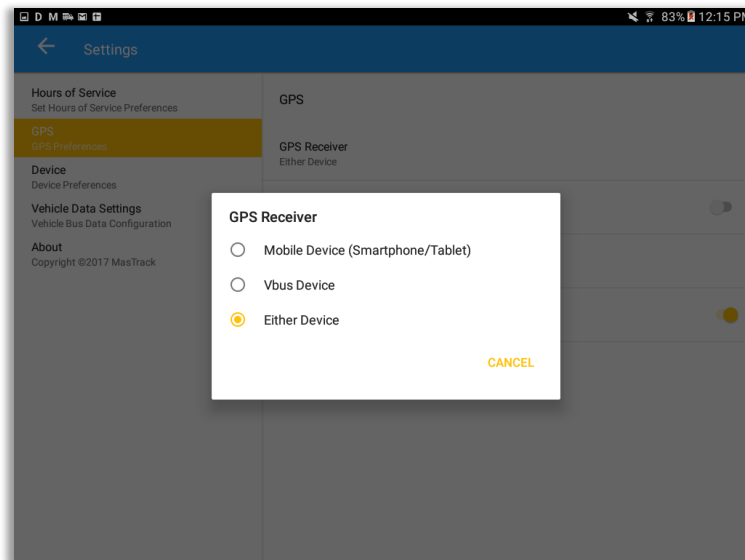 D M 83% 12:15 PM
Settings
Hours of Service
Set Hours of Service Preferences
GPS
GPS Preferences
Device
Device Preferences
Vehicle Data Settings
Vehicle Bus Data Configuration
About
Copyright ©2017 MasTrack
GPS
GPS Receiver
Either Device
GPS Receiver
Mobile Device (Smartphone/Tablet)
Vbus Device
Either Device
CANCEL